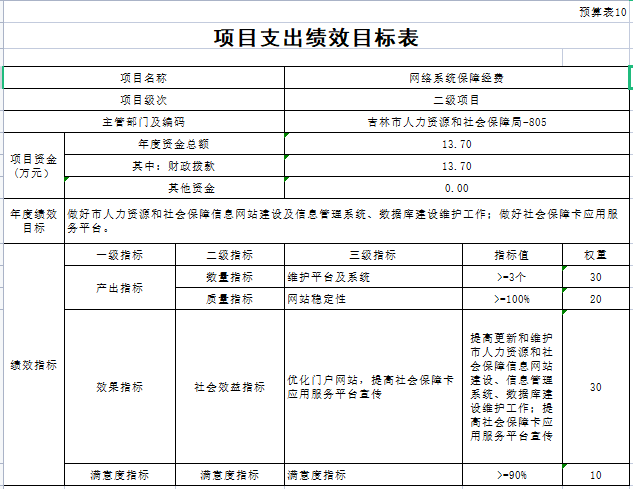 预算表10
项目支出绩效目标表
项目名称 网络系统保障经费
项目级次 二级项目
主管部门及编码 吉林市人力资源和社会保障局-805
项目资金
(万元)
年度资金总额 13.70
其中：财政拨款 13.70
其他资金 0.00
年度绩效
目标
做好市人力资源和社会保障信息网站建设及信息管理系统、数据库建设维护工作；做好社会保障卡应用服
务平台。
绩效指标
一级指标 二级指标 三级指标 指标值 权重
产出指标
数量指标 维护平台及系统 >=3个 30
质量指标 网站稳定性 >=100% 20
效果指标 社会效益指标
优化门户网站，提高社会保障卡
应用服务平台宣传
提高更新和维护
市人力资源和社
会保障信息网站
建设、信息管理
系统、数据库建
设维护工作；提
高社会保障卡应
用服务平台宣传
30
满意度指标 满意度指标 满意度指标 >=90% 10